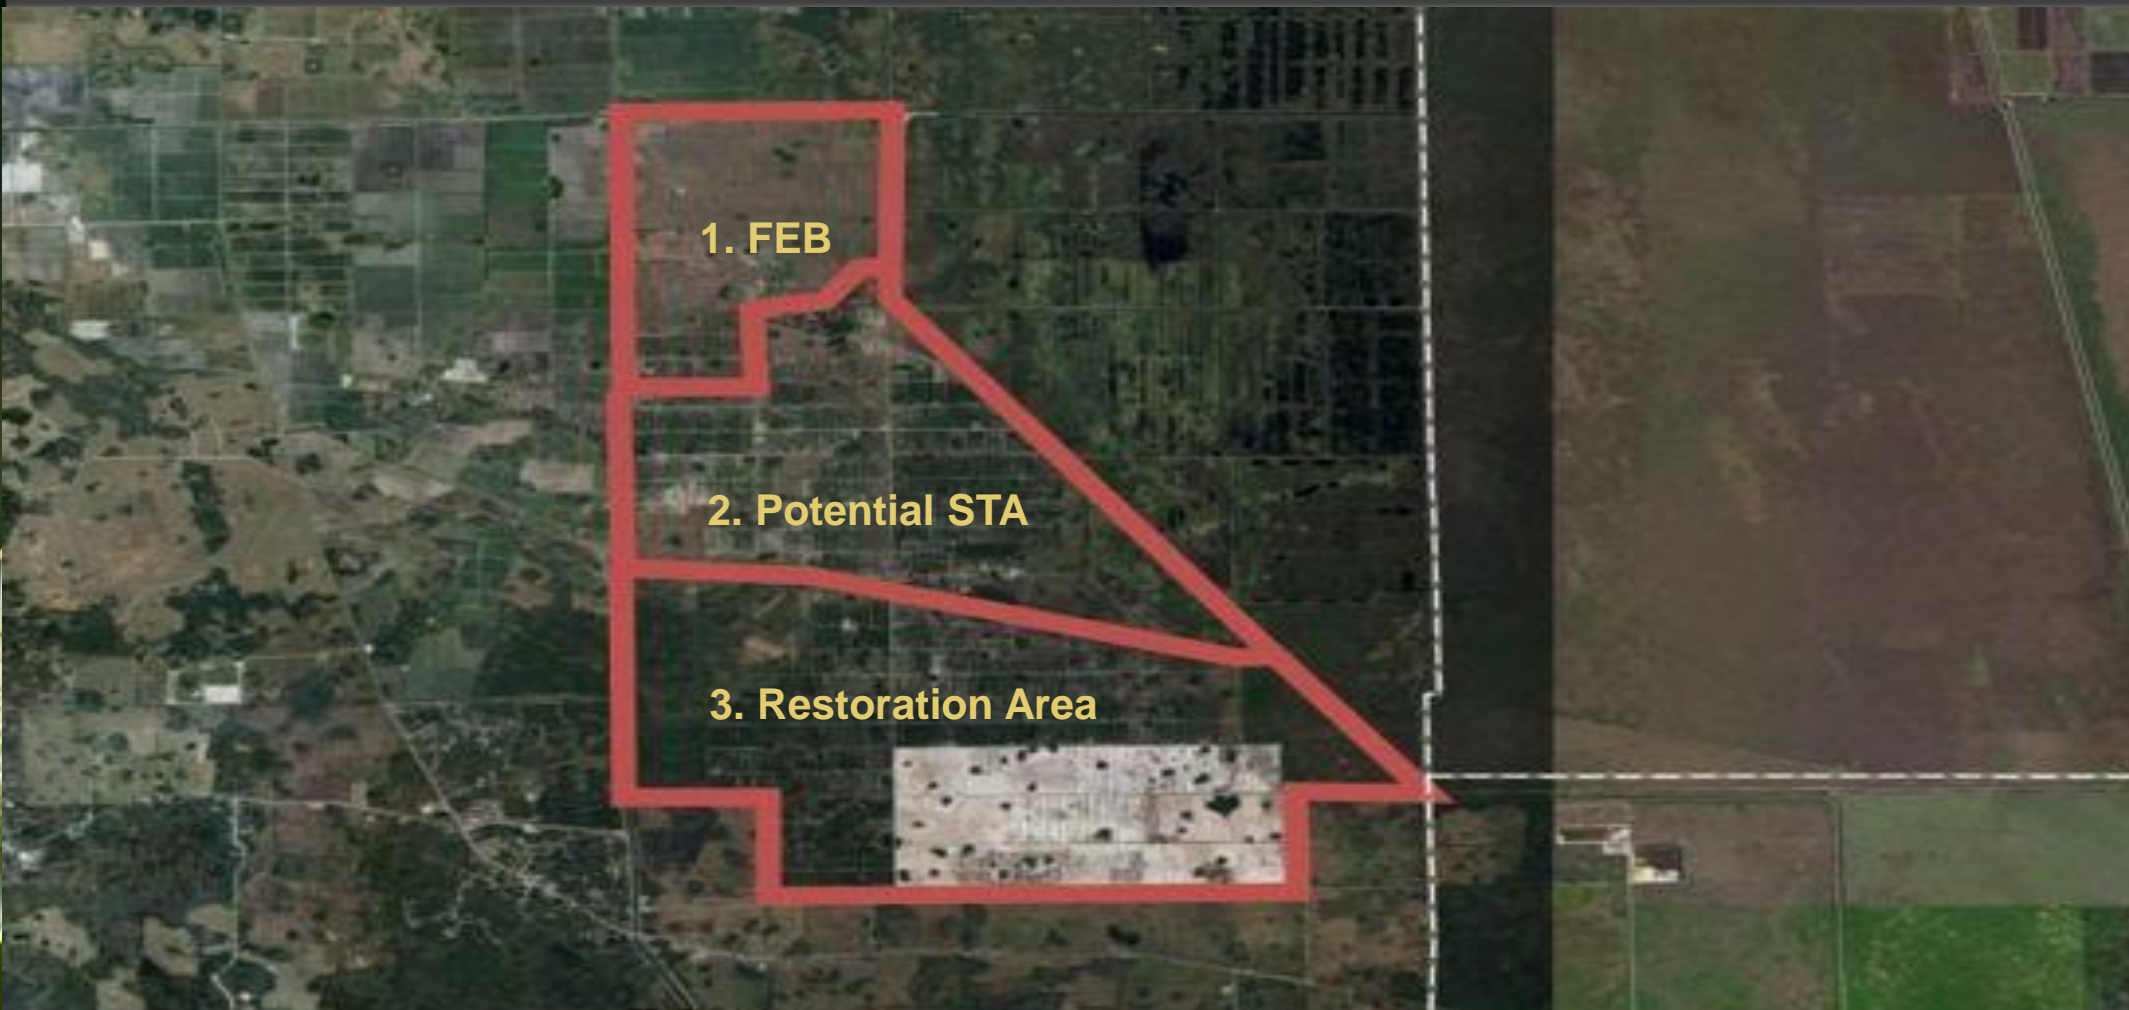 1. FEB
2. Potential STA
3. Restoration Area